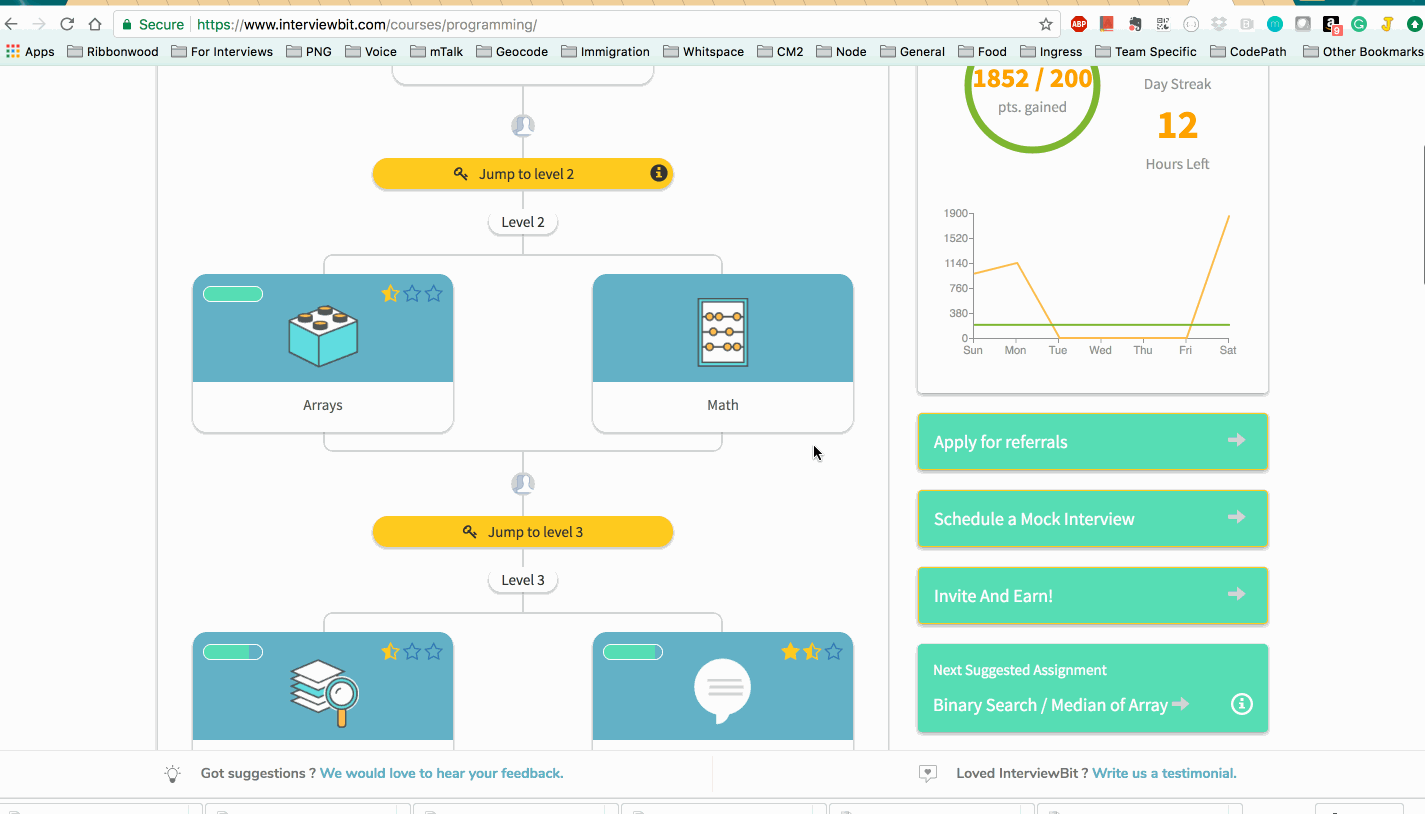 Secure https://www.interviewbit.com/courses/programming/
ABP
9
Apps Ribbonwood For Interviews PNG Voice mTalk Geocode Immigration Whitspace CM2 Node General Food Ingress Team Specific CodePath Other Bookmarks
Jump to level 2
Level 2
Arrays
Math
Jump to level 3
Level 3
1852 / 200
pts. gained
Day Streak
12
Hours Left
1900
1520
1140
760
380
0
Sun Mon Tue Wed Thu Fri Sat
Apply for referrals
Schedule a Mock Interview
Invite And Earn!
Next Suggested Assignment
Binary Search / Median of Array
Got suggestions ? We would love to hear your feedback.
Loved InterviewBit ? Write us a testimonial.